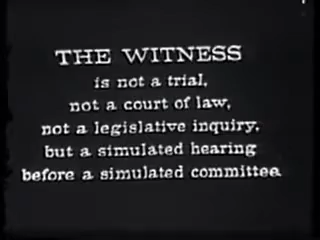 THE WITNESS
is not a trial,
not a court of law,
not a legislative inquiry,
but a simulated hearing
before a simulated committee